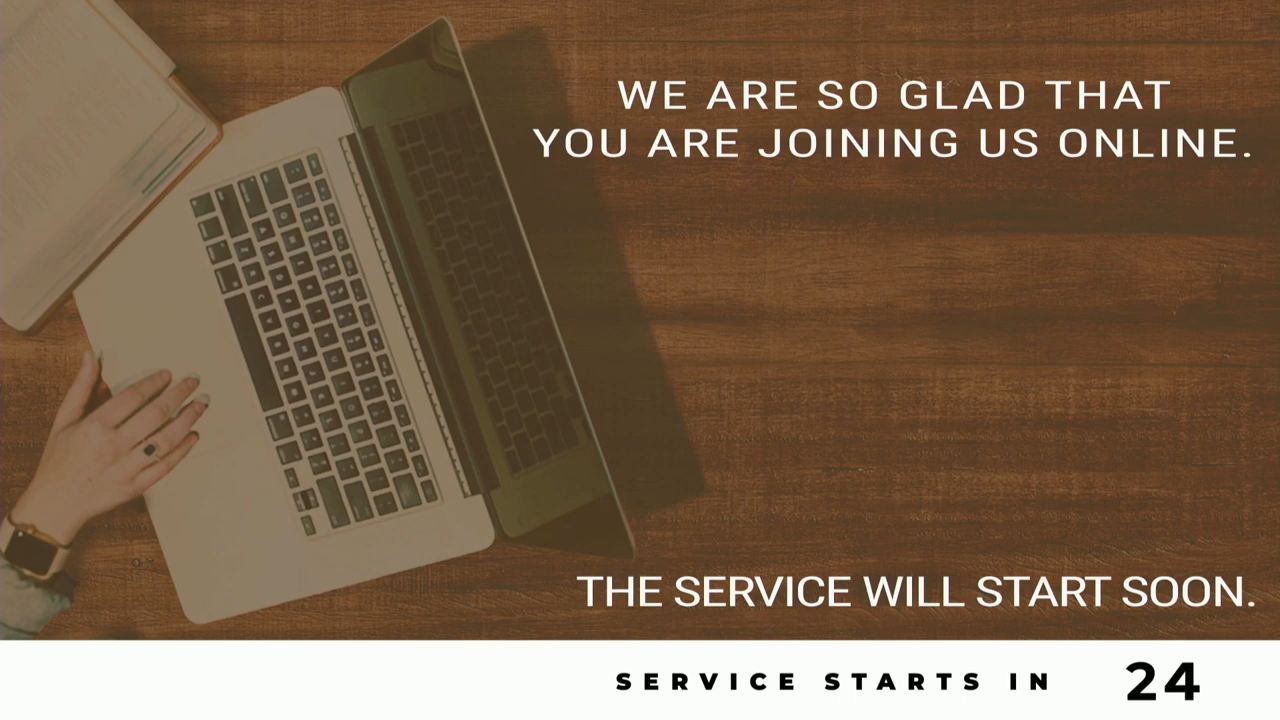 WE ARE SO GLAD THAT
YOU ARE JOINING US ONLINE.
THE SERVICE WILL START SOON.
SERVICE STARTS IN 24